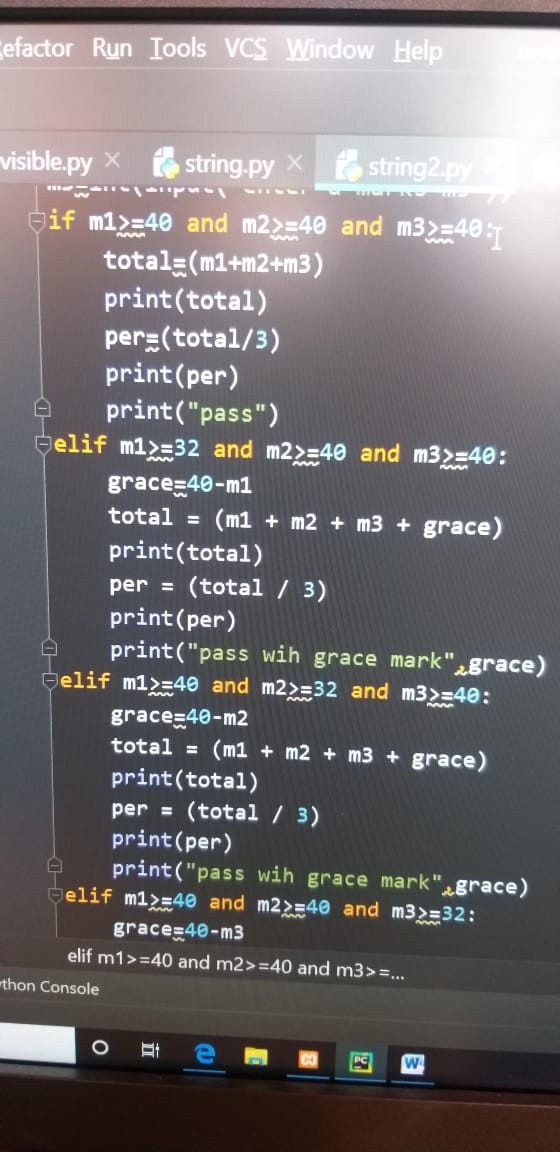 efactor Run Tools VCS Window Help
visible.py string.py string2.py
if m1>=40 and m2>=40 and m3>=40:
total=(m1+m2+m3)
print(total)
per=(total/3)
print(per)
print("pass")
elif m1>=32 and m2>=40 and m3>=40:
grace=40-m1
total = (m1 + m2 + m3 + grace)
print(total)
per = (total / 3)
print(per)
print("pass wih grace mark",grace)
elif m1>=40 and m2>=32 and m3>=40:
grace=40-m2
total = (m1 + m2 + m3 + grace)
print(total)
per = (total / 3)
print(per)
print("pass wih grace mark",grace)
elif m1>=40 and m2>=40 and m3>=32:
grace=40-m3
elif m1>=40 and m2>=40 and m3>=...
thon Console
PC
W